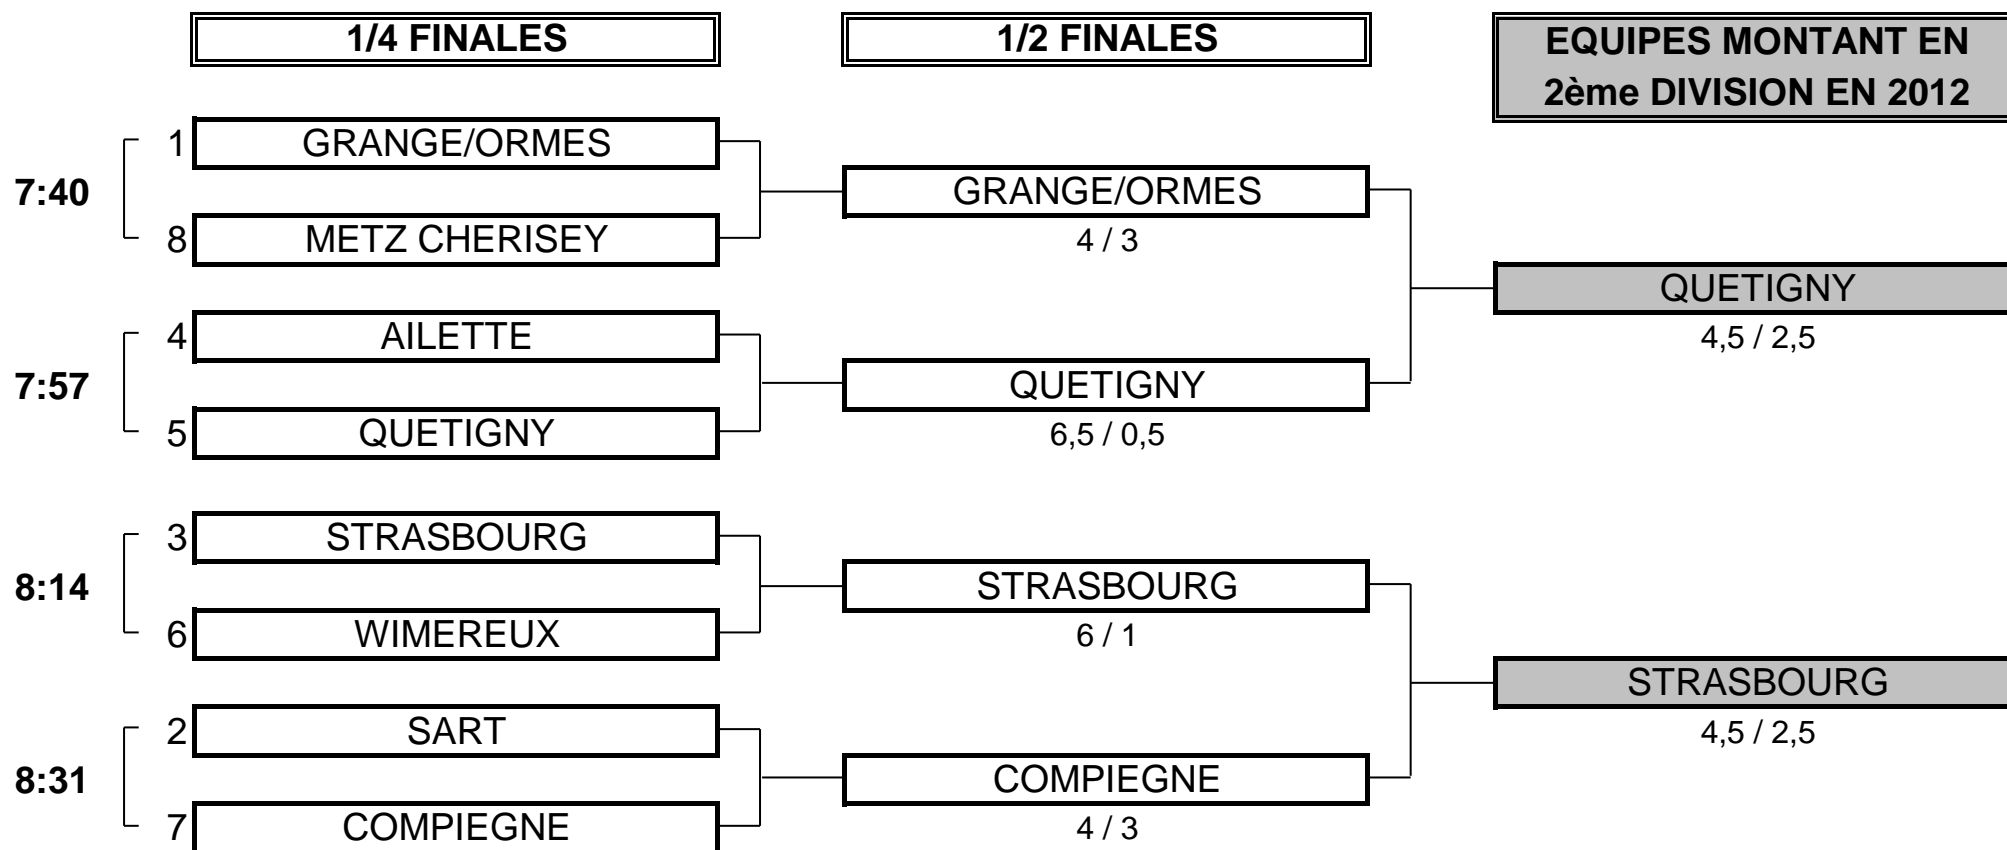 1/4 FINALES
1/2 FINALES
EQUIPES MONTANT EN
2ème DIVISION EN 2012
7:40
1 GRANGE/ORMES
8 METZ CHERISEY
GRANGE/ORMES
4 / 3
7:57
4 AILETTE
5 QUETIGNY
QUETIGNY
6,5 / 0,5
QUETIGNY
4,5 / 2,5
8:14
3 STRASBOURG
6 WIMEREUX
STRASBOURG
6 / 1
8:31
2 SART
7 COMPIEGNE
COMPIEGNE
4 / 3
STRASBOURG
4,5 / 2,5